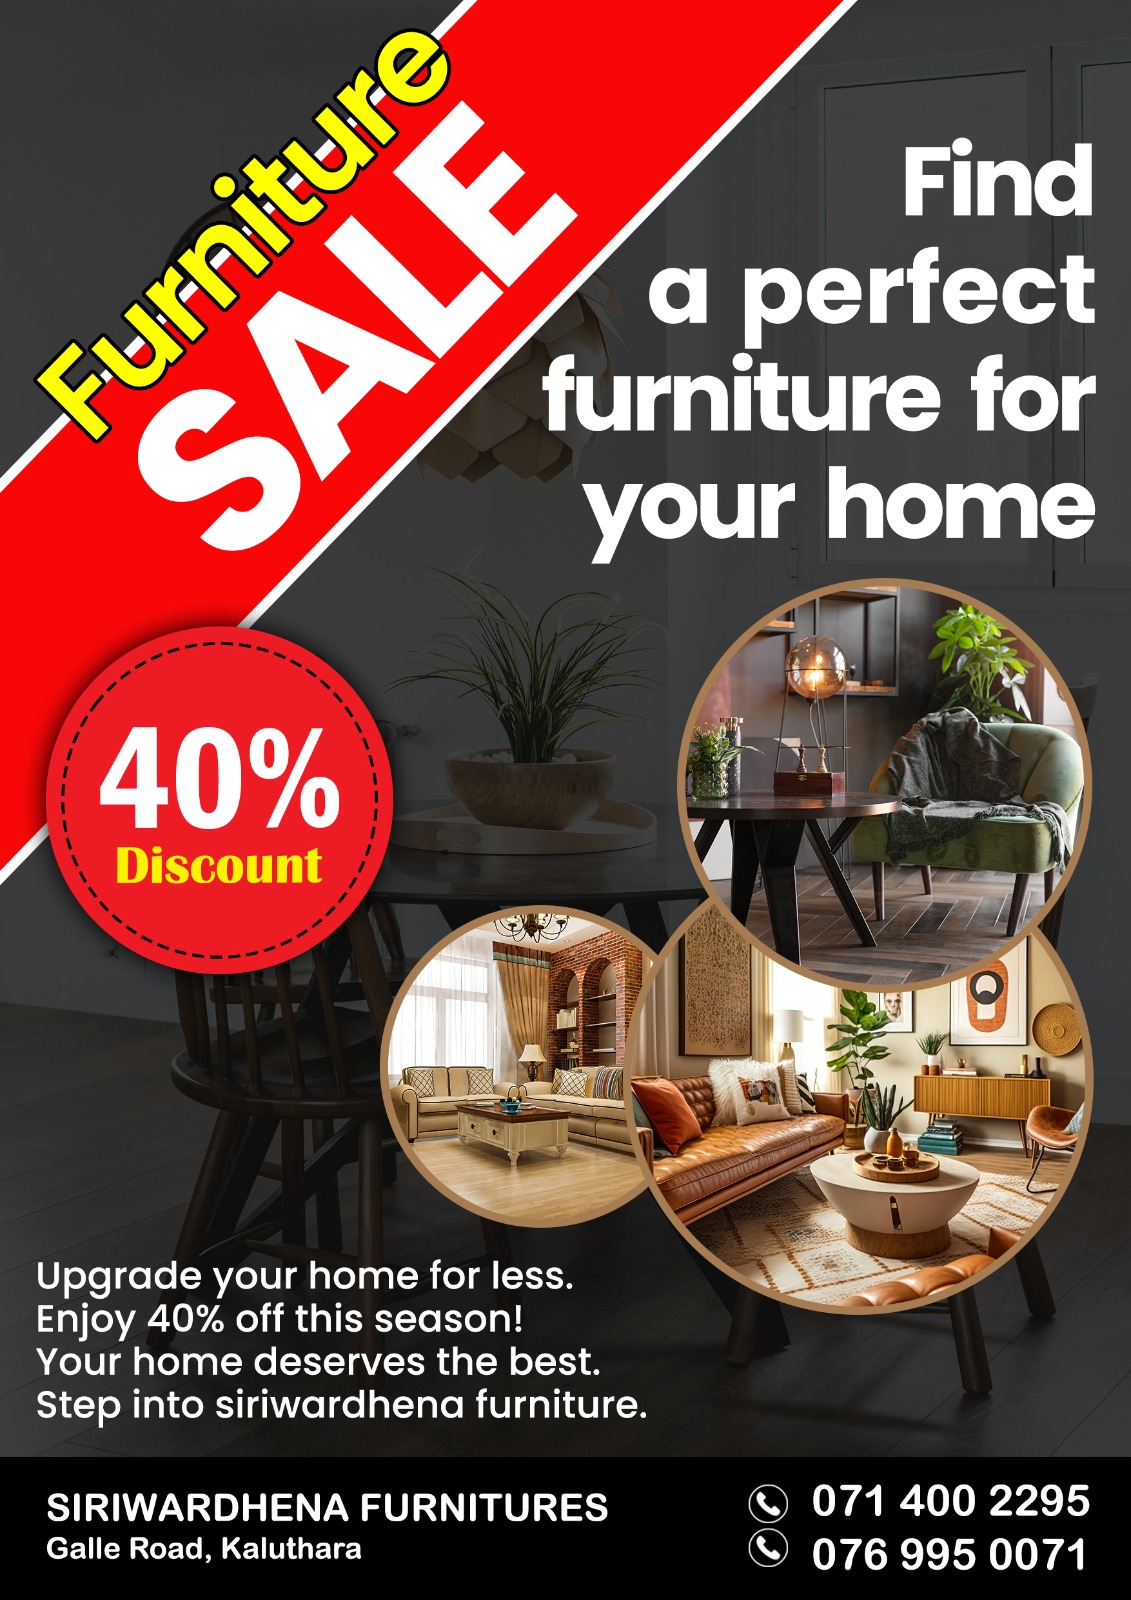 Furniture
SALE
Find
a perfect
furniture for
your home
40%
Discount
Upgrade your home for less.
Enjoy 40% off this season!
Your home deserves the best.
Step into siriwardhena furniture.
SIRIWARDHENA FURNITURES
Galle Road, Kaluthara
071 400 2295
076 995 0071